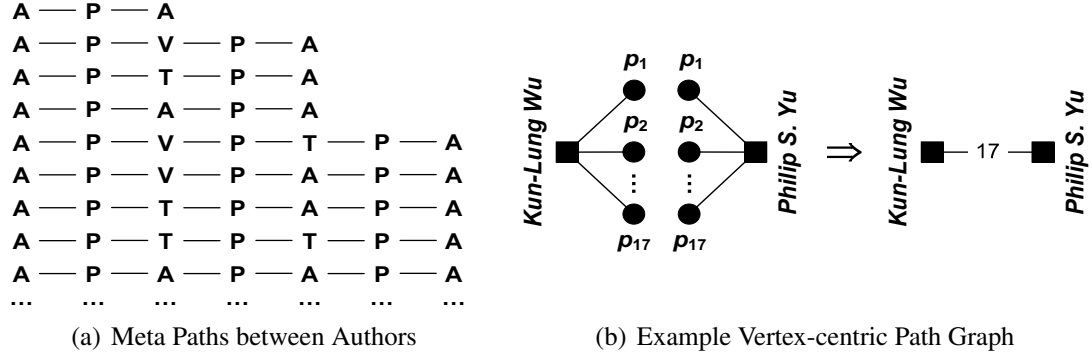 A — P — A
A — P — V — P — A
A — P — T — P — A
A — P — A — P — A
A — P — V — P — T — P — A
A — P — V — P — A — P — A
A — P — T — P — A — P — A
A — P — T — P — T — P — A
A — P — A — P — A — P — A
... ... ... ... ... ... ...
(a) Meta Paths between Authors
Kun-Lung Wu
p1 p1
p2 p2
... ...
p17 p17
Philip S. Yu
⇒
Kun-Lung Wu
17
Philip S. Yu
(b) Example Vertex-centric Path Graph